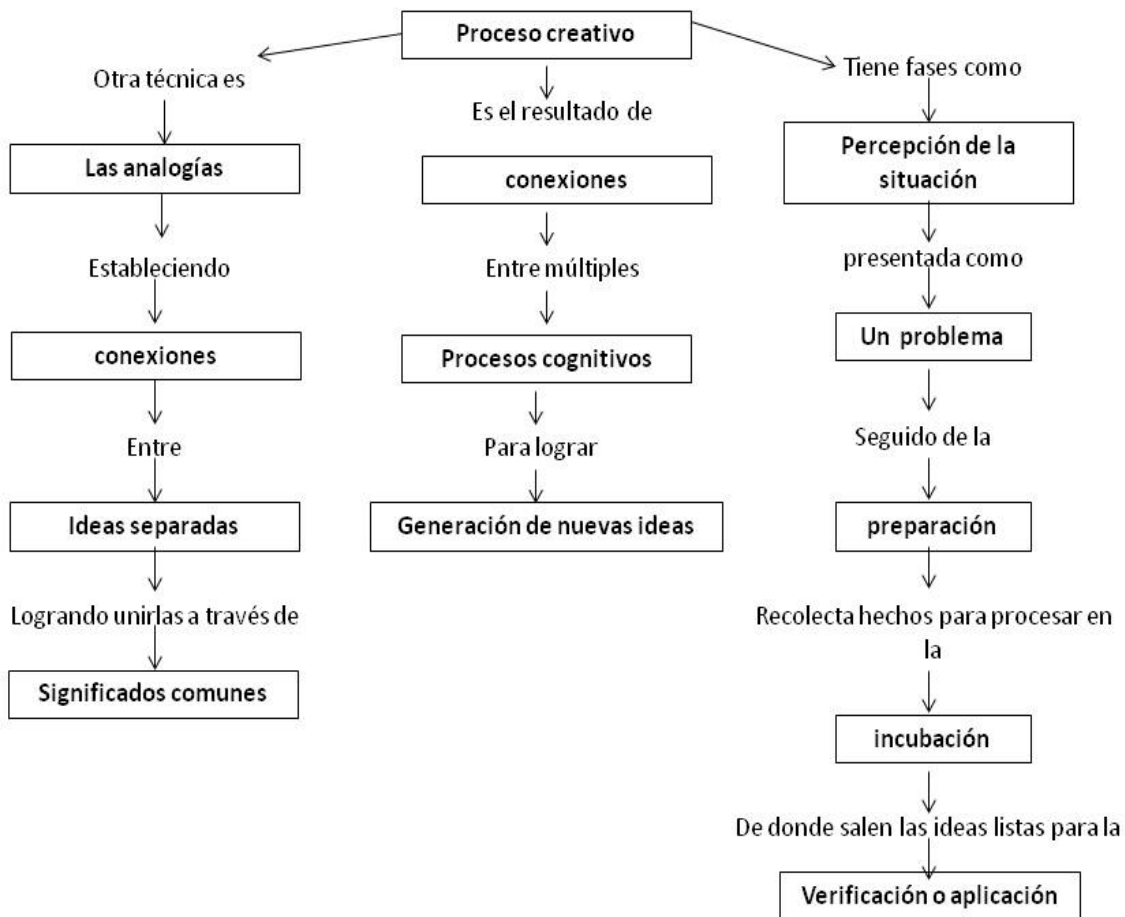 Proceso creativo
Otra técnica es
Las analogías
Estableciendo
conexiones
Entre
Ideas separadas
Logrando unirlas a través de
Significados comunes
Es el resultado de
conexiones
Entre múltiples
Procesos cognitivos
Para lograr
Generación de nuevas ideas
Tiene fases como
Percepción de la
situación
presentada como
Un problema
Seguido de la
preparación
Recolecta hechos para procesar en
la
incubación
De donde salen las ideas listas para la
Verificación o aplicación